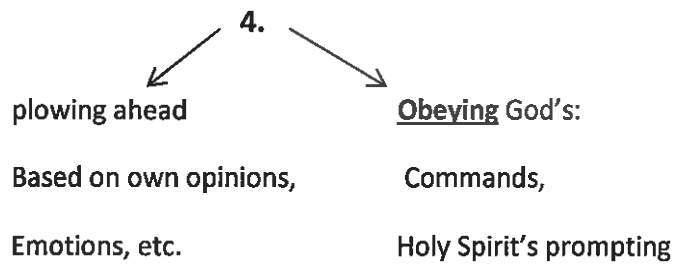 4.
plowing ahead
Based on own opinions,
Emotions, etc.
Obeying God's:
Commands,
Holy Spirit's prompting